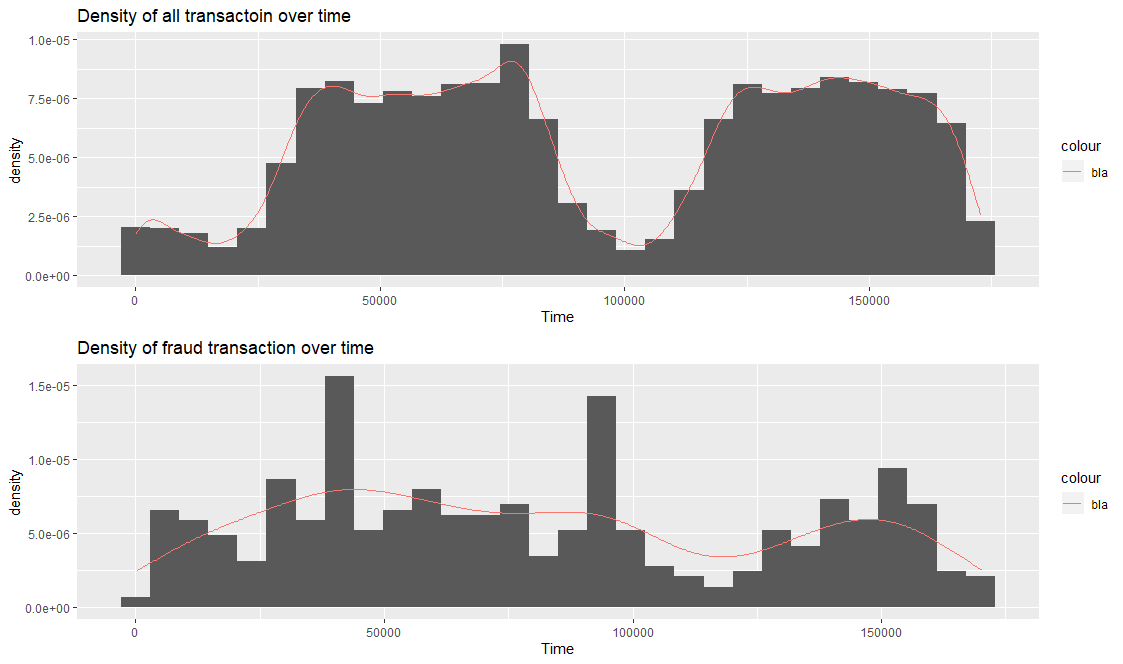 Density of all transactoin over time
1.0e-05
7.5e-06
5.0e-06
2.5e-06
0.0e+00
density
0 50000 100000 150000
Time
colour
bla
Density of fraud transaction over time
1.5e-05
1.0e-05
5.0e-06
0.0e+00
density
0 50000 100000 150000
Time
colour
bla